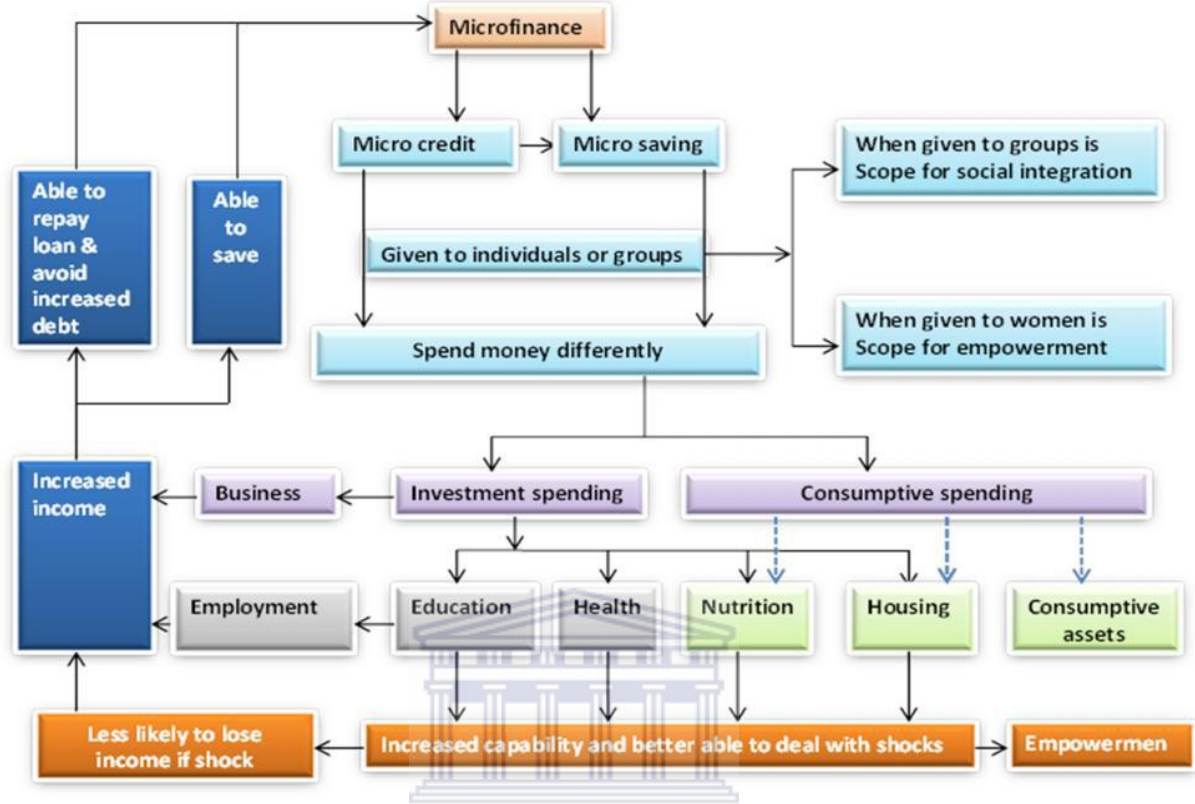 Microfinance
Micro credit
Micro saving
When given to groups is
Scope for social integration
Able to
repay
loan &
avoid
increased
debt
Able
to
save
Given to individuals or groups
When given to women is
Scope for empowerment
Spend money differently
Increased
income
Business
Investment spending
Consumptive spending
Employment
Education
Health
Nutrition
Housing
Consumptive
assets
Less likely to lose
income if shock
Increased capability and better able to deal with shocks
Empowermen